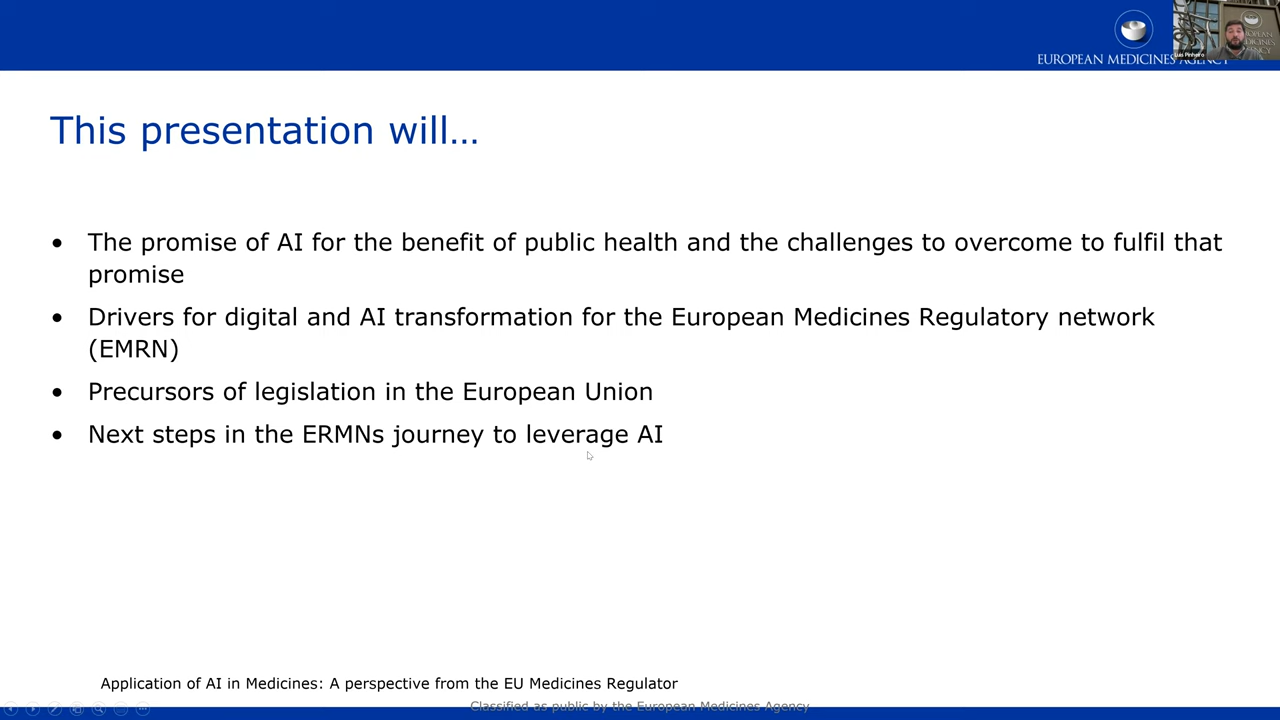 EUROPEAN MEDICINES AGENCY
Luis Pinheiro
This presentation will…
• The promise of AI for the benefit of public health and the challenges to overcome to fulfil that
promise
• Drivers for digital and AI transformation for the European Medicines Regulatory network
(EMRN)
• Precursors of legislation in the European Union
• Next steps in the ERMNs journey to leverage AI
Application of AI in Medicines: A perspective from the EU Medicines Regulator
Classified as public by the European Medicines Agency